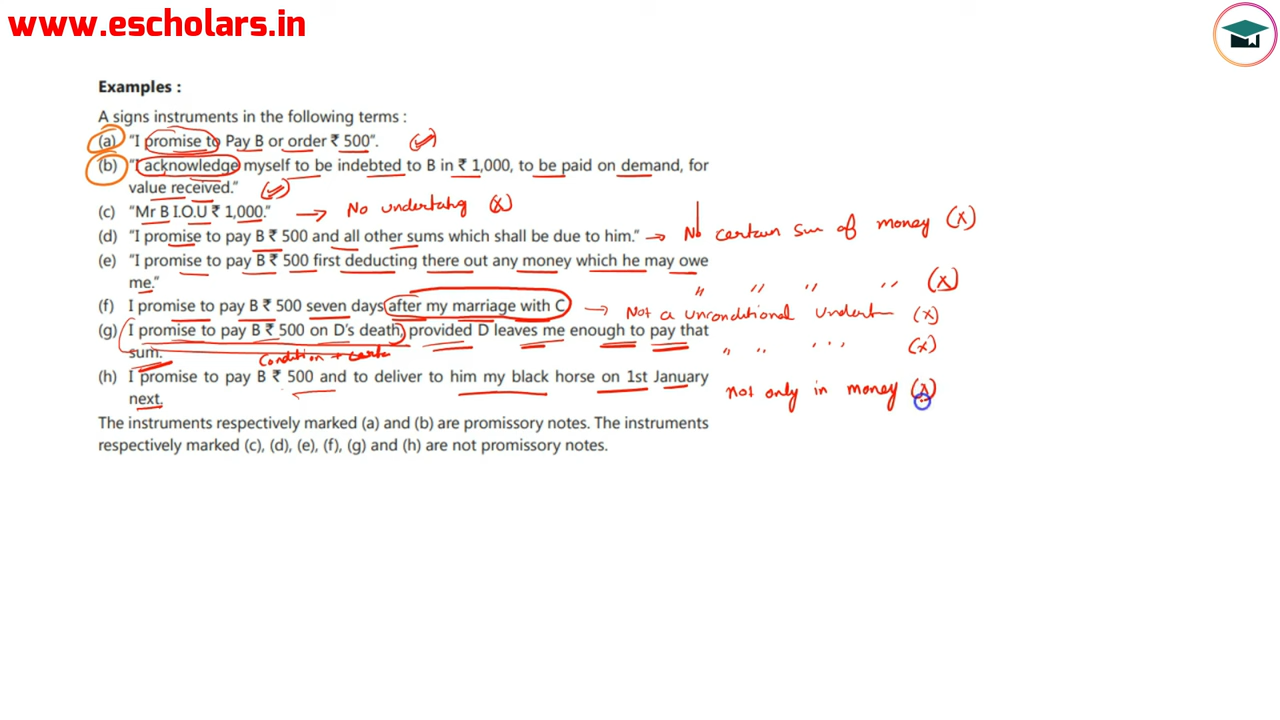 www.escholars.in
Examples :
A signs instruments in the following terms :
(a) "I promise to Pay B or order ₹ 500".
(b) "I acknowledge myself to be indebted to B in ₹ 1,000, to be paid on demand, for
value received."
(c) "Mr B I.O.U ₹ 1,000." → No undertakg (x)
(d) "I promise to pay B ₹ 500 and all other sums which shall be due to him." → No certain sum of money (x)
(e) "I promise to pay B ₹ 500 first deducting there out any money which he may owe
me." " " " " (x)
(f) I promise to pay B ₹ 500 seven days after my marriage with C → Not a unconditional undert (x)
(g) I promise to pay B ₹ 500 on D's death, provided D leaves me enough to pay that
sum. " " " (x)
condition +
(h) I promise to pay B ₹ 500 and to deliver to him my black horse on 1st January
next. not only in money (x)
The instruments respectively marked (a) and (b) are promissory notes. The instruments
respectively marked (c), (d), (e), (f), (g) and (h) are not promissory notes.